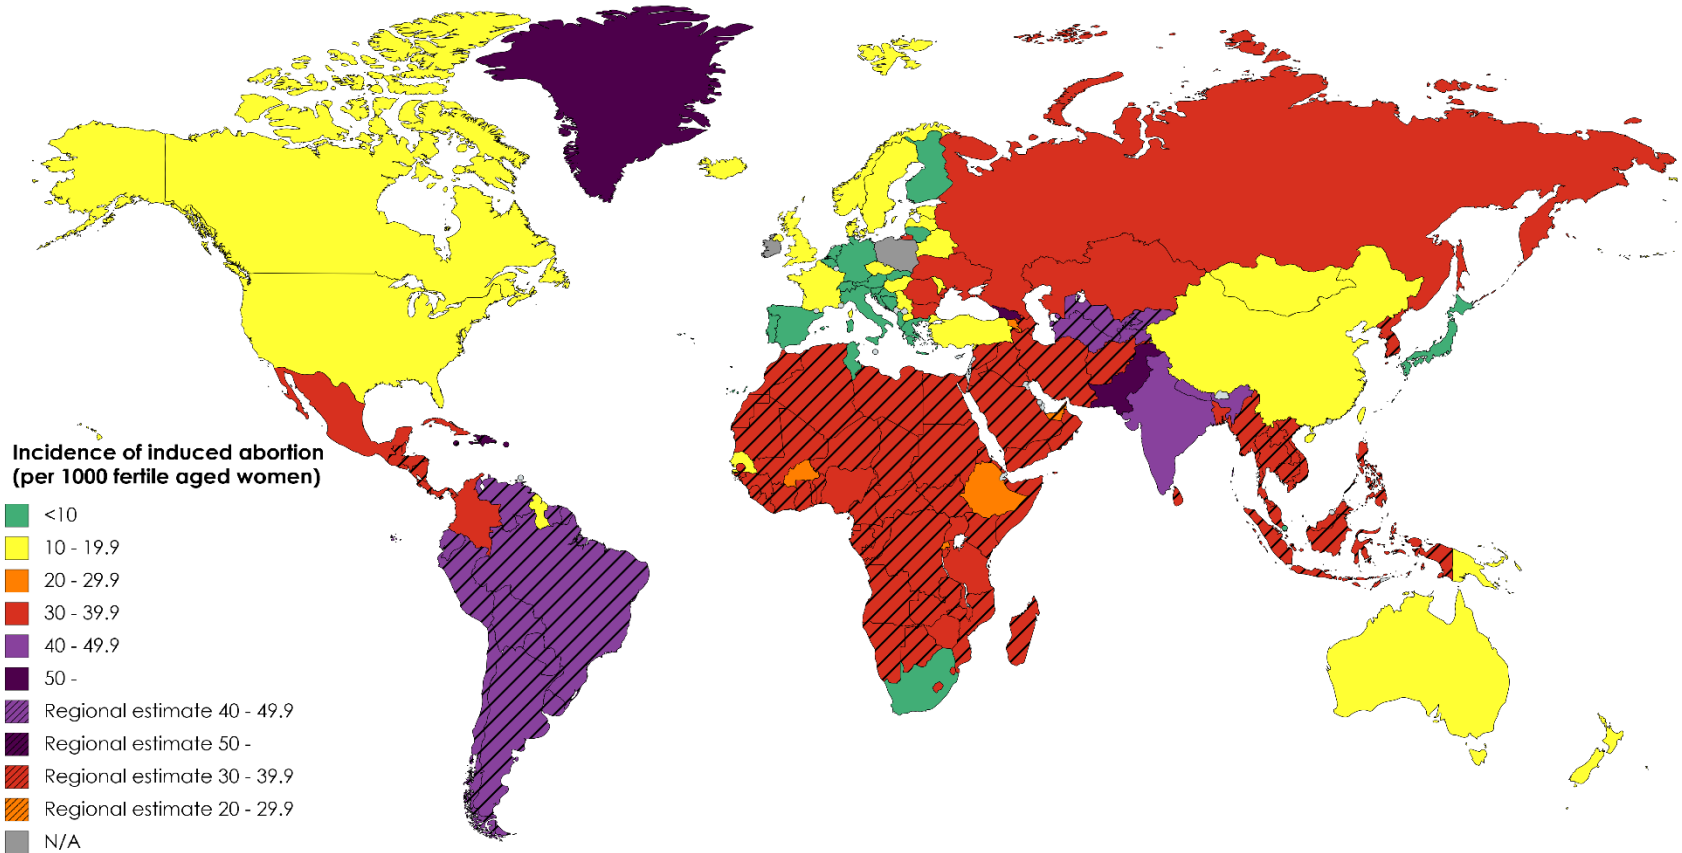 Incidence of induced abortion
(per 1000 fertile aged women)
<10
10 - 19.9
20 - 29.9
30 - 39.9
40 - 49.9
50 -
Regional estimate 40 - 49.9
Regional estimate 50 -
Regional estimate 30 - 39.9
Regional estimate 20 - 29.9
N/A